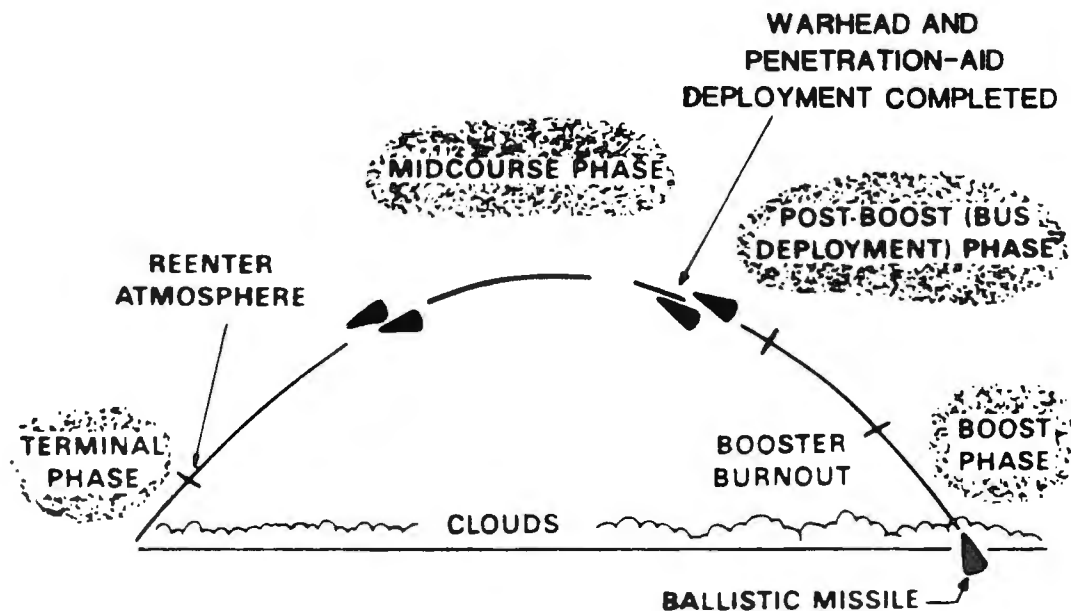 WARHEAD AND
PENETRATION-AID
DEPLOYMENT COMPLETED
MIDCOURSE PHASE
POST-BOOST (BUS
DEPLOYMENT) PHASE
REENTER
ATMOSPHERE
TERMINAL
PHASE
BOOSTER
BURNOUT
BOOST
PHASE
CLOUDS
BALLISTIC MISSILE